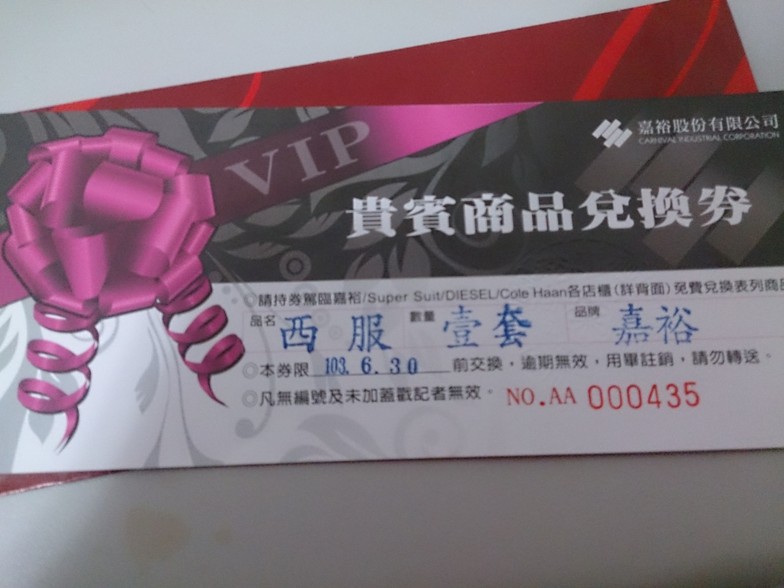 嘉裕股份有限公司
CARNIVAL INDUSTRIAL CORPORATION
VIP
貴賓商品兌換券
◎請持券駕臨嘉裕/Super Suit/DIESEL/Cole Haan各店櫃(詳背面)免費兌換表列商品
品名 西服 數量 壹套 品牌 嘉裕
◎本券限 103.6.30 前交換，逾期無效，用畢註銷，請勿轉送。
◎凡無編號及未加蓋戳記者無效。 NO.AA 000435